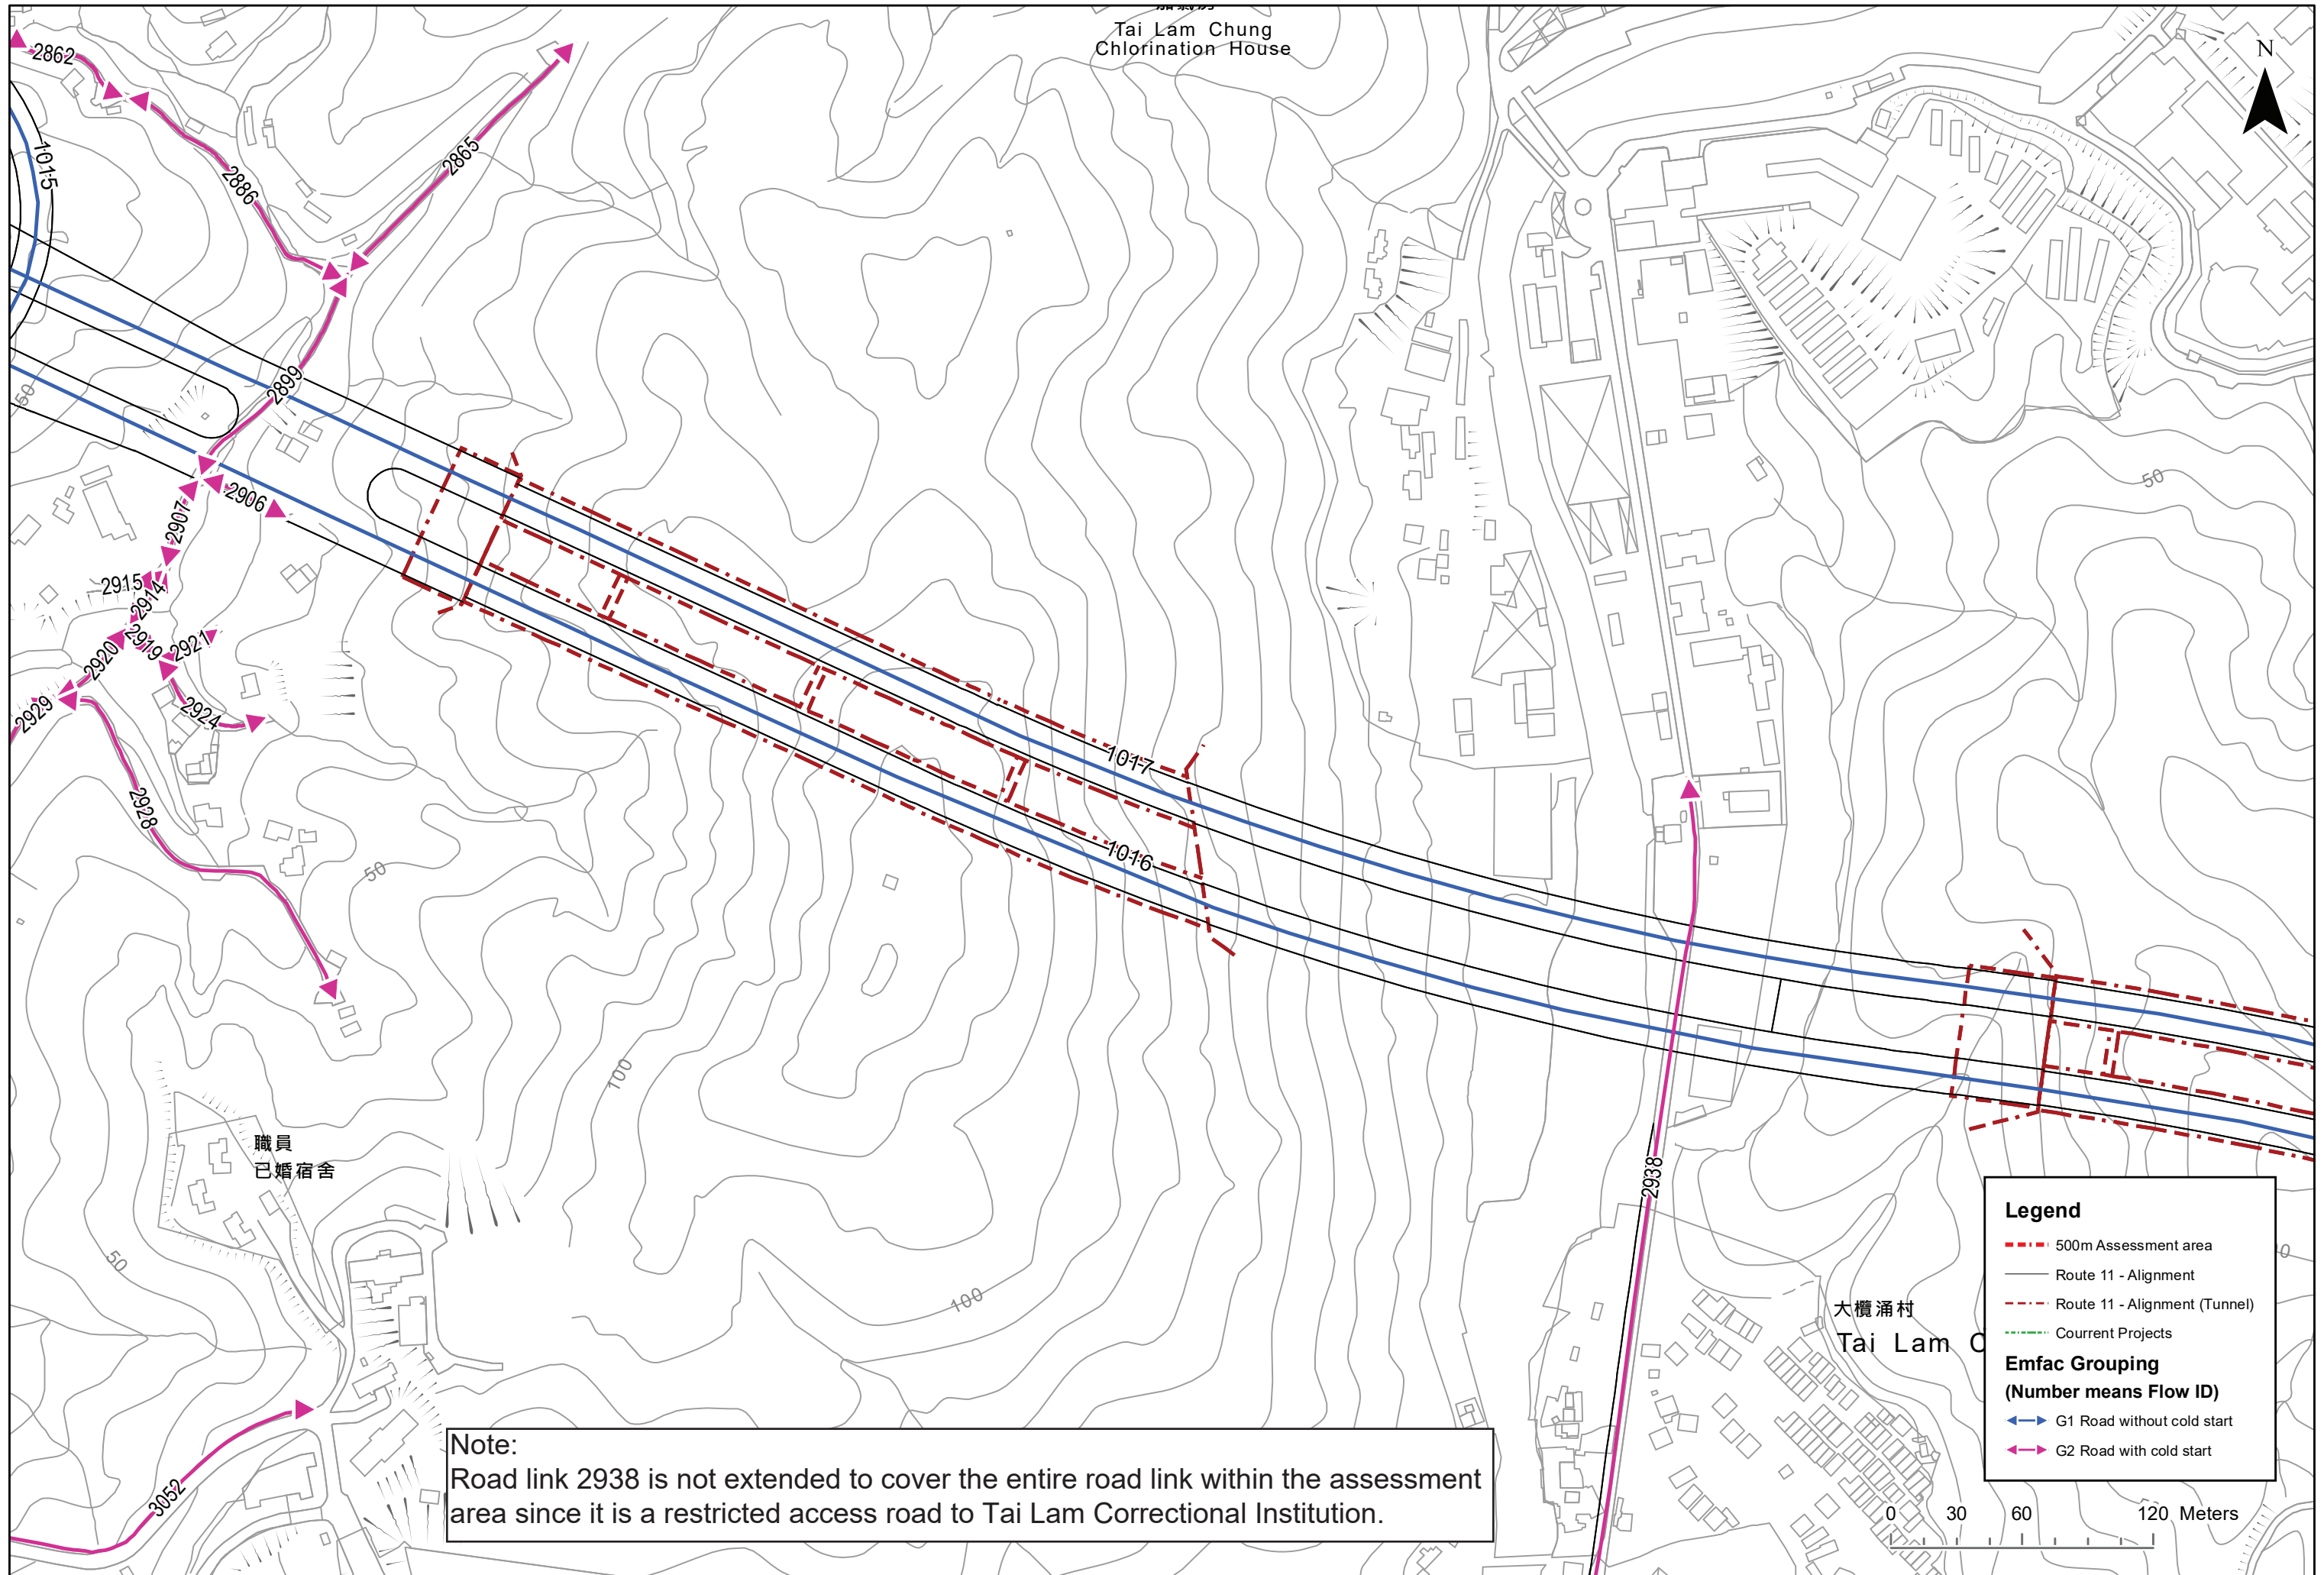 Tai Lam Chung
Chlorination House
N
2862
2865
1015
2886
2899
50
50
2906
2907
2915
2914
2919
2921
2920
2924
2929
1017
2928
1016
50
100
職員
已婚宿舍
2938
50
100
大欖涌村
Tai Lam C
3052
Legend
500m Assessment area
Route 11 - Alignment
Route 11 - Alignment (Tunnel)
Courrent Projects
Emfac Grouping
(Number means Flow ID)
G1 Road without cold start
G2 Road with cold start
0
Note:
Road link 2938 is not extended to cover the entire road link within the assessment
area since it is a restricted access road to Tai Lam Correctional Institution.
0 30 60 120 Meters